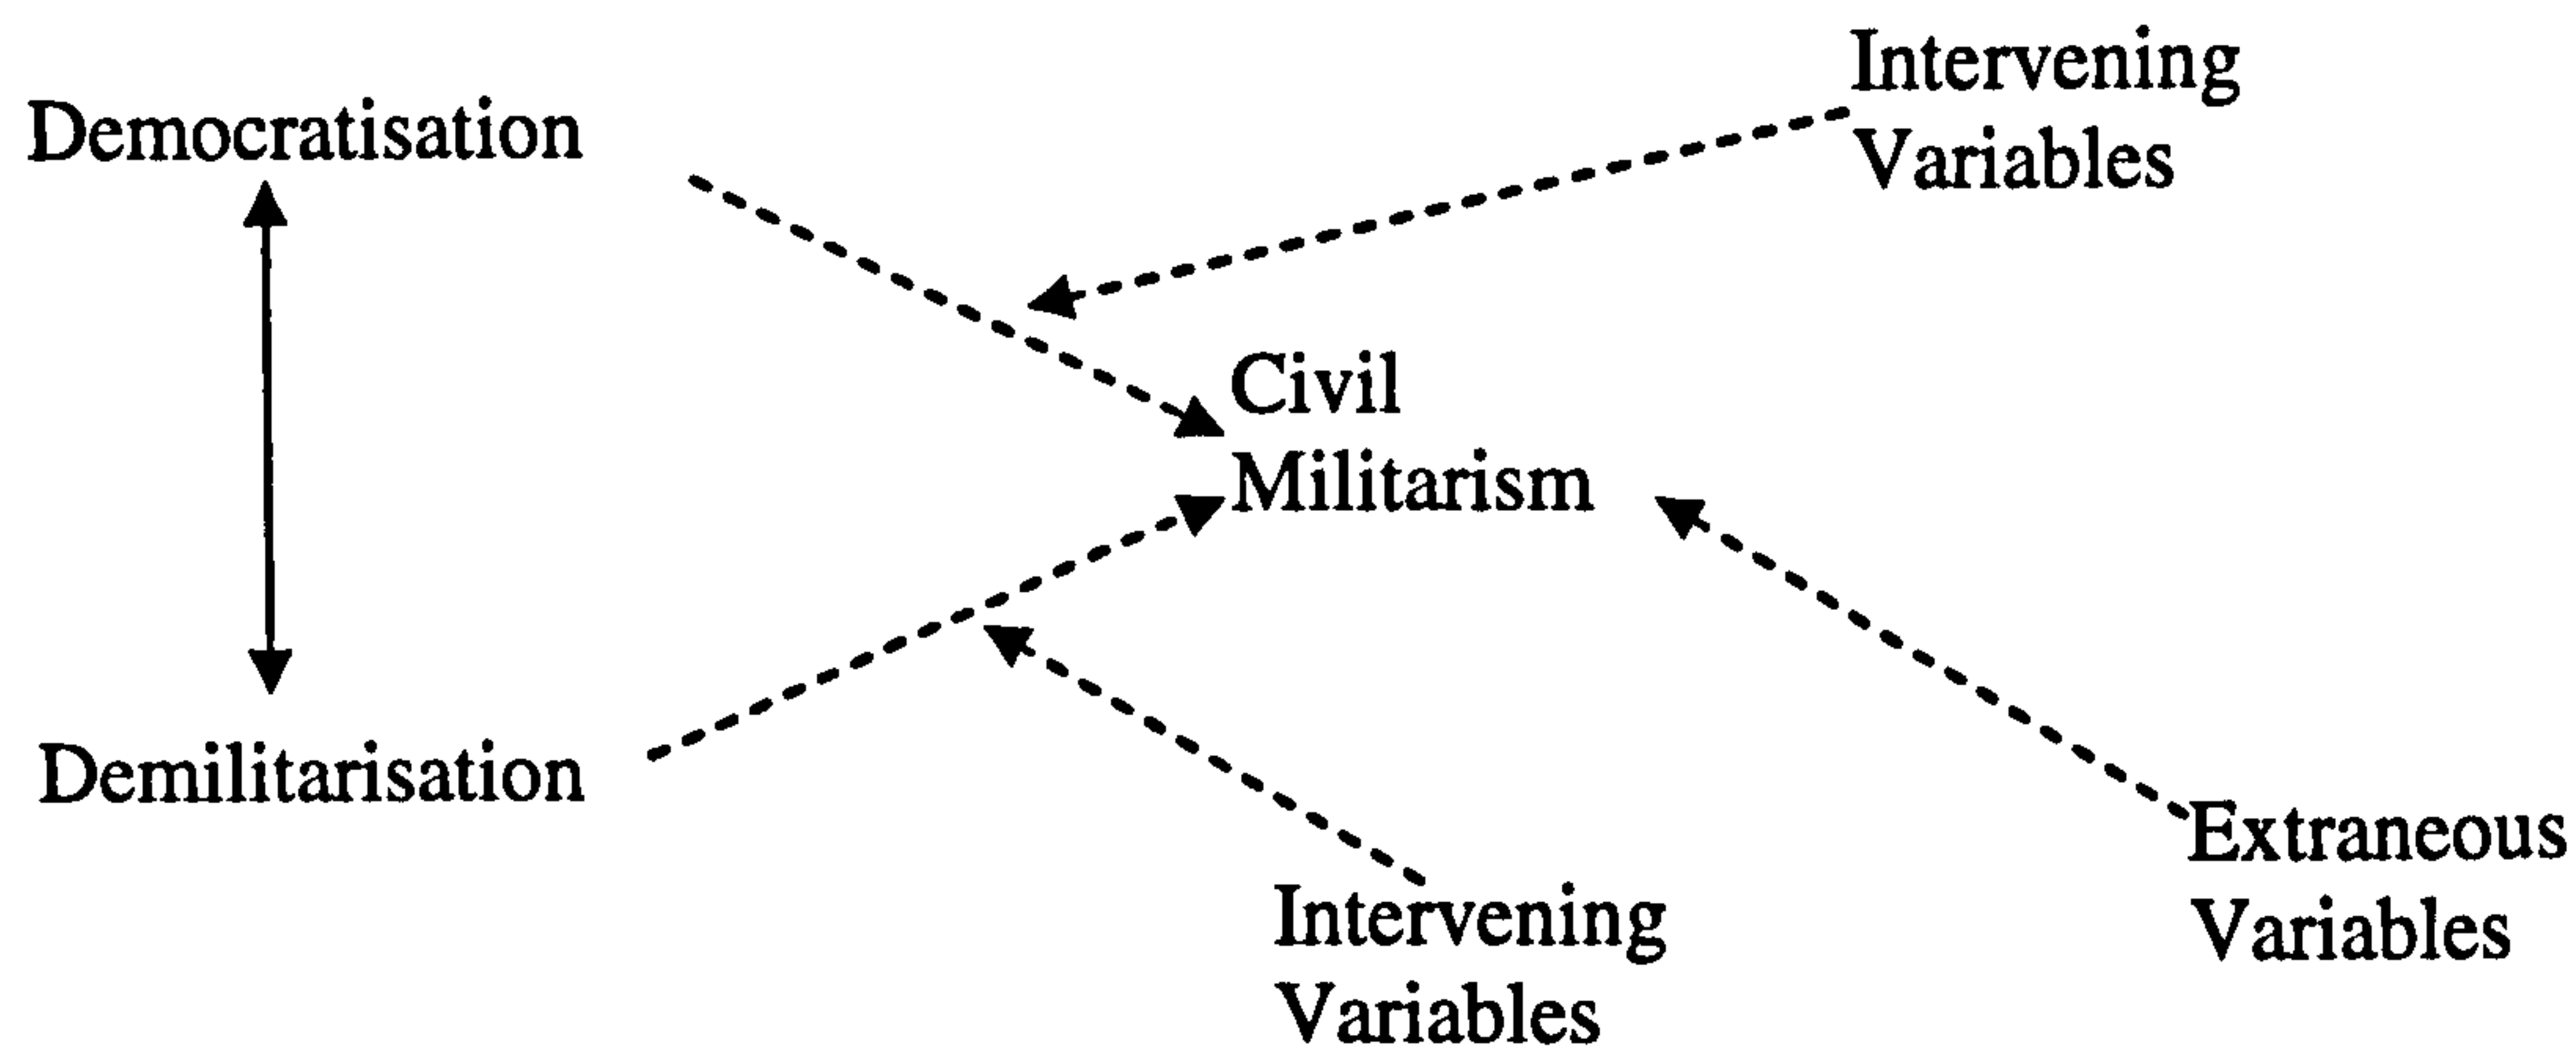 Intervening
Variables
Democratisation
Civil
Militarism
Demilitarisation
Extraneous
Variables
Intervening
Variables